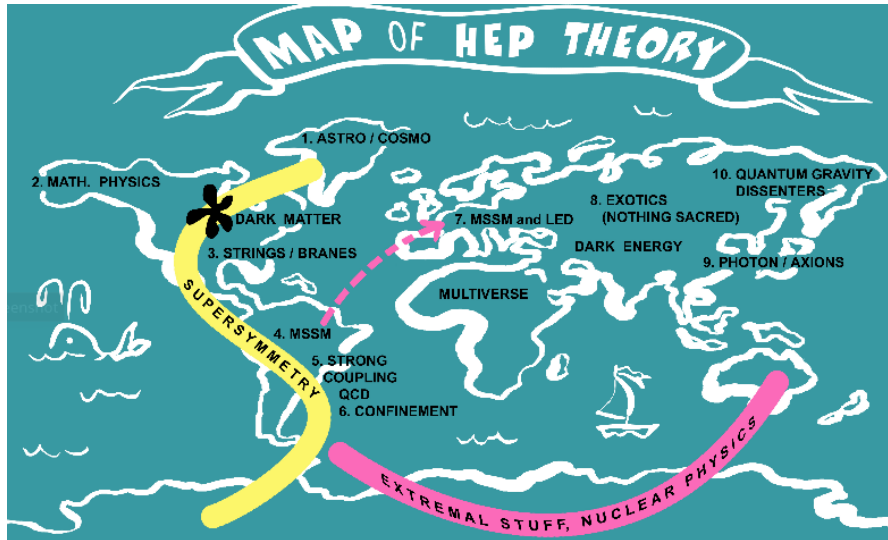 MAP OF HEP THEORY
1. ASTRO / COSMO
2. MATH. PHYSICS
10. QUANTUM GRAVITY
DISSENTERS
DARK MATTER
7. MSSM and LED
8. EXOTICS
(NOTHING SACRED)
3. STRINGS / BRANES
DARK ENERGY
9. PHOTON / AXIONS
MULTIVERSE
SUPERSYMMETRY
4. MSSM
5. STRONG
COUPLING
QCD
6. CONFINEMENT
EXTREMAL STUFF, NUCLEAR PHYSICS